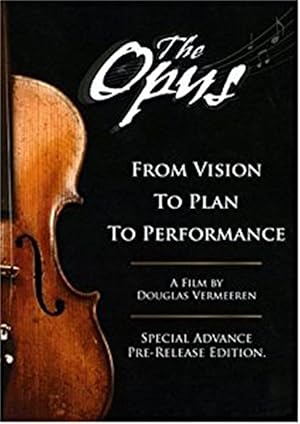 The
Opus
FROM VISION
TO PLAN
TO PERFORMANCE
A FILM BY
DOUGLAS VERMEEREN
SPECIAL ADVANCE
PRE-RELEASE EDITION.